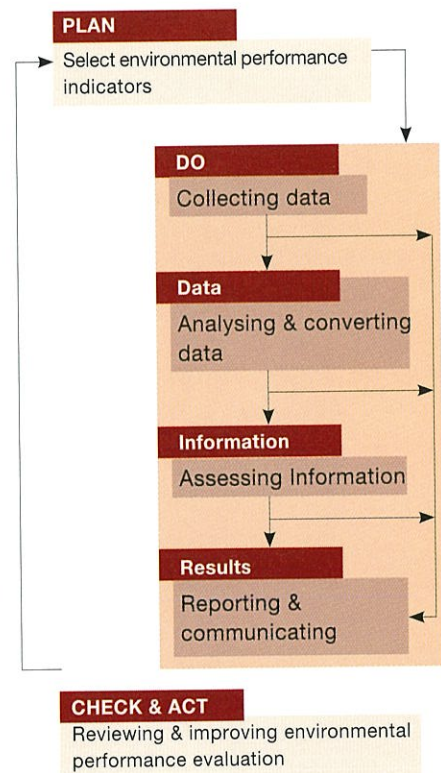 PLAN
Select environmental performance
indicators
DO
Collecting data
Data
Analysing & converting
data
Information
Assessing Information
Results
Reporting &
communicating
CHECK & ACT
Reviewing & improving environmental
performance evaluation